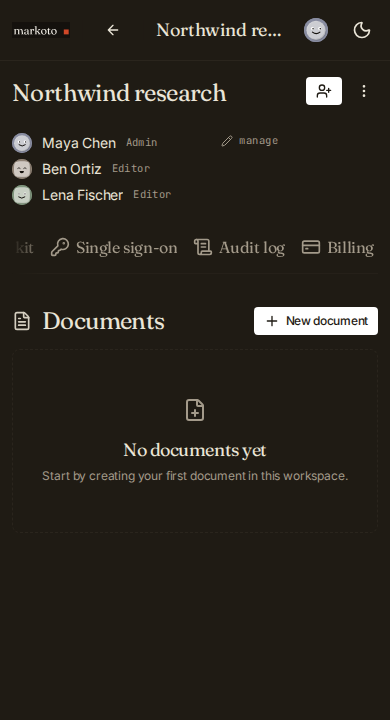 markoto
Northwind re...
Northwind research
Maya Chen Admin
manage
Ben Ortiz Editor
Lena Fischer Editor
kit Single sign-on Audit log Billing
Documents
New document
No documents yet
Start by creating your first document in this workspace.